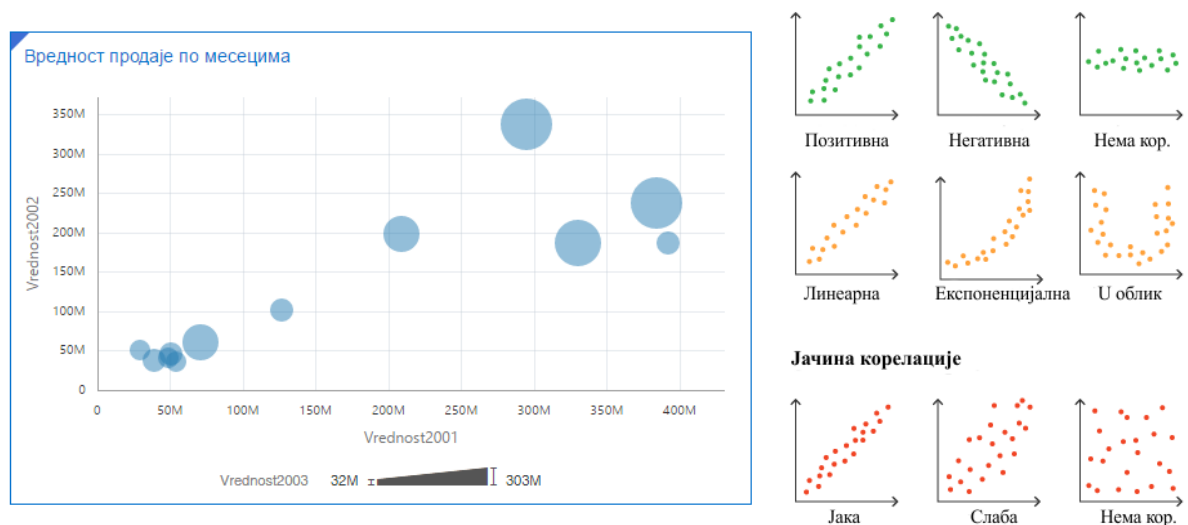 Вредност продаје по месецима
350M
300M
250M
200M
150M
100M
50M
0
Vrednost2002
0 50M 100M 150M 200M 250M 300M 350M 400M
Vrednost2001
Vrednost2003 32M 303M
Позитивна Негативна Нема кор.
Линеарна Експоненцијална U облик
Јачина корелације
Јака Слаба Нема кор.